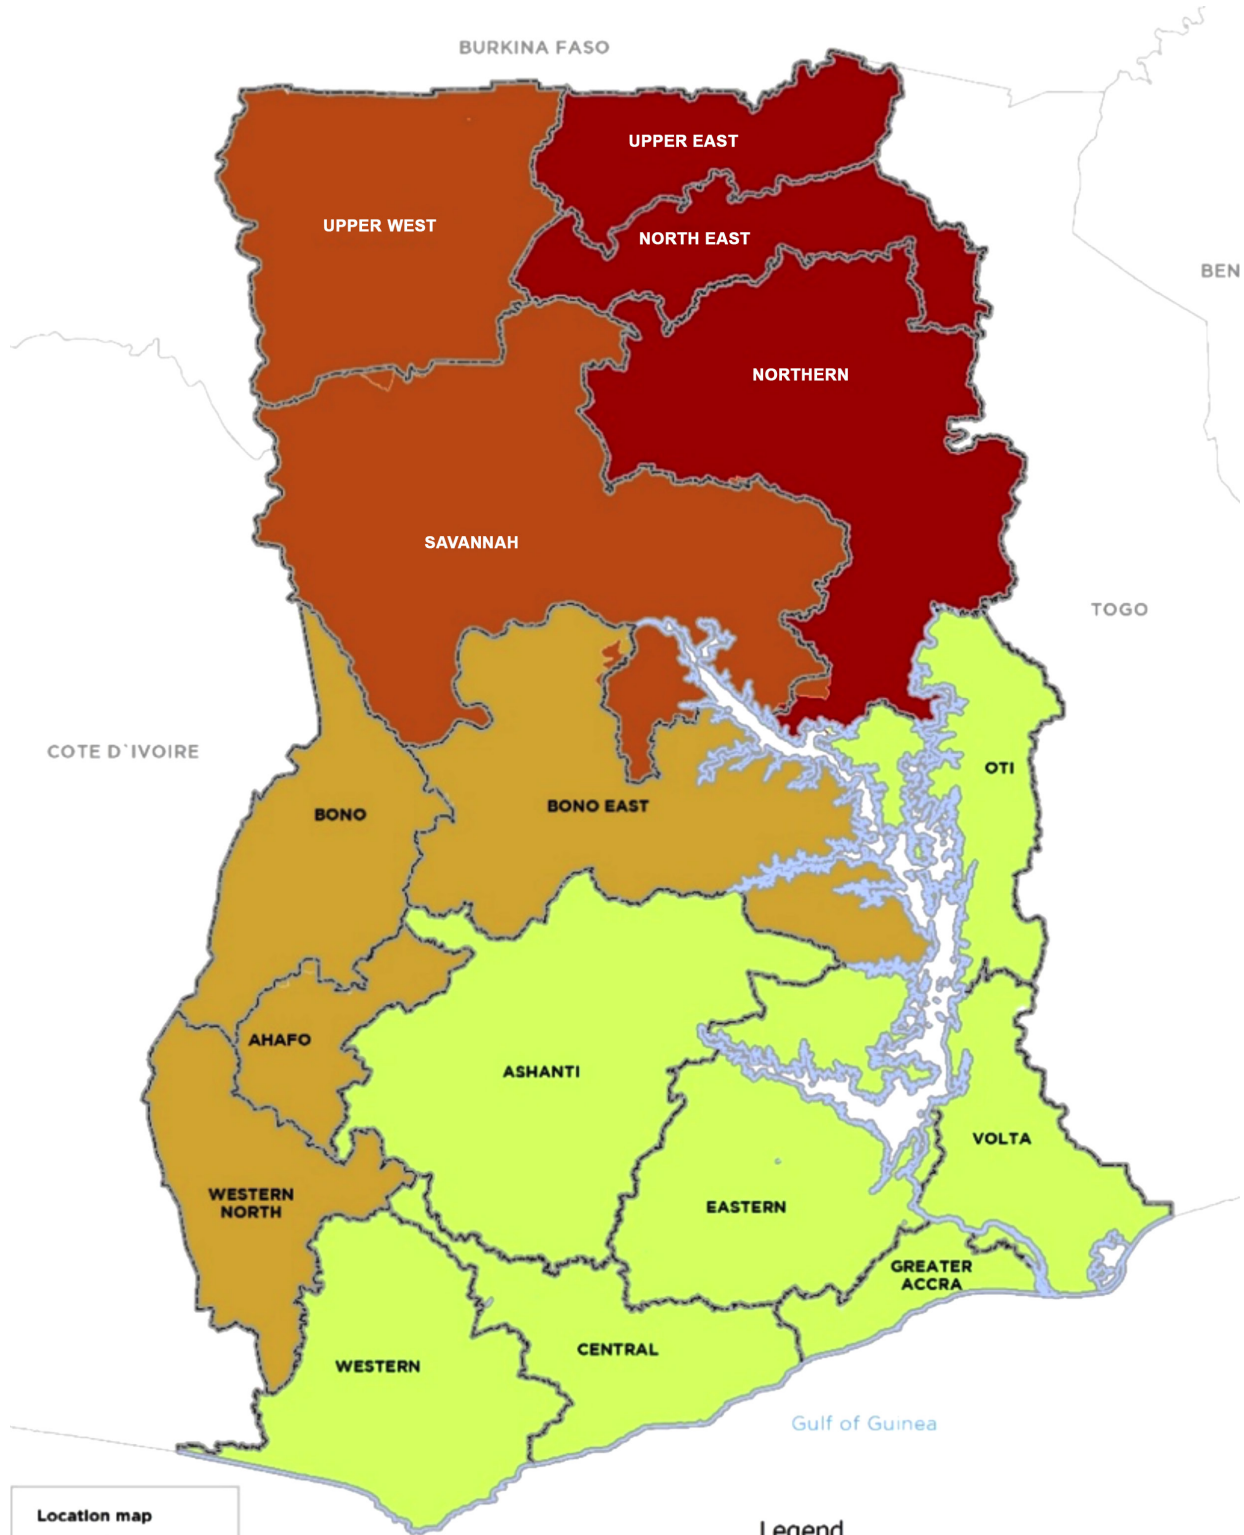 BURKINA FASO
UPPER EAST
UPPER WEST
NORTH EAST
BEN
NORTHERN
SAVANNAH
TOGO
COTE D`IVOIRE
OTI
BONO EAST
BONO
AHAFO
ASHANTI
VOLTA
WESTERN
NORTH
EASTERN
GREATER
ACCRA
CENTRAL
WESTERN
Gulf of Guinea
Location map
Legend